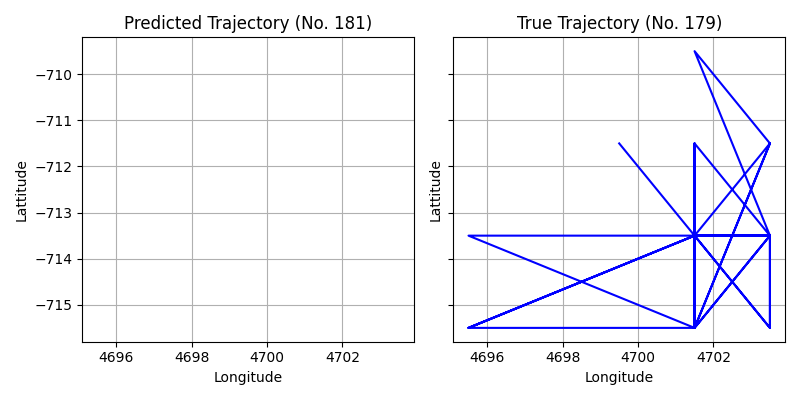 Predicted Trajectory (No. 181)
True Trajectory (No. 179)
−710
−711
−712
−713
−714
−715
Lattitude
Lattitude
4696 4698 4700 4702
4696 4698 4700 4702
Longitude
Longitude